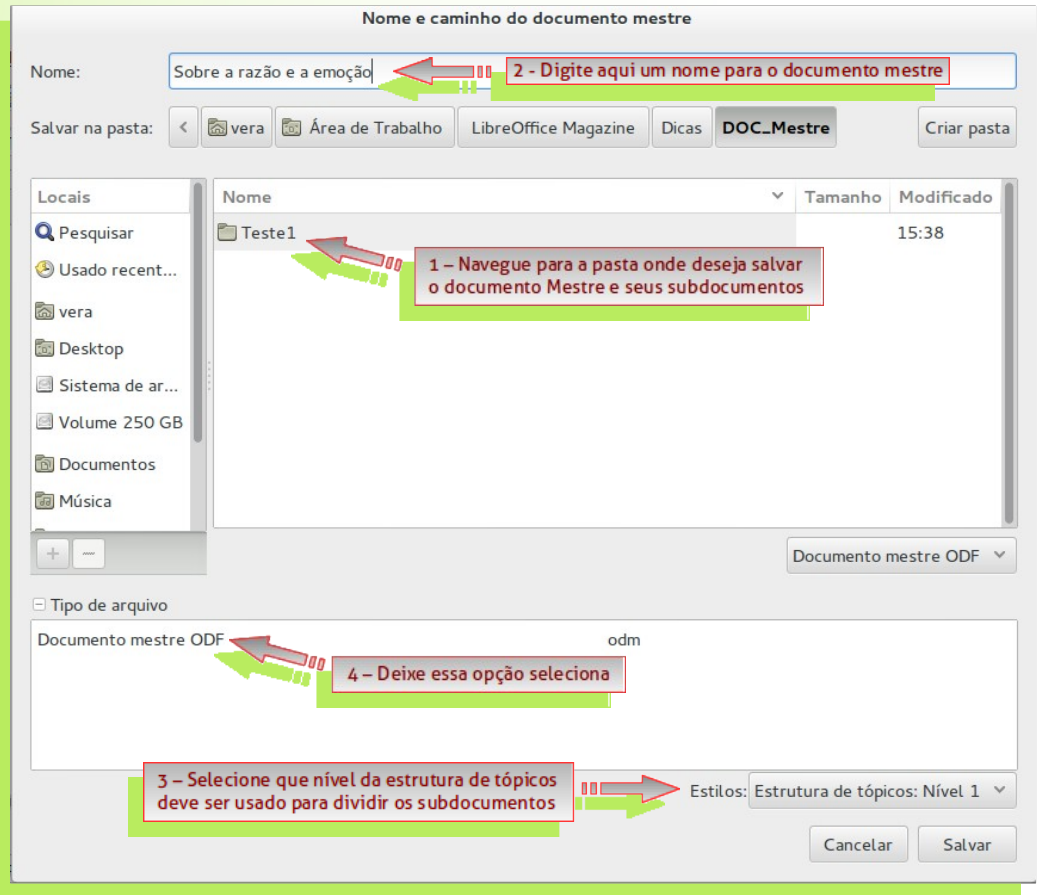 Nome e caminho do documento mestre
Nome: Sobre a razão e a emoção 2 - Digite aqui um nome para o documento mestre
Salvar na pasta: < vera Área de Trabalho LibreOffice Magazine Dicas DOC_Mestre Criar pasta
Locais Nome Tamanho Modificado
Pesquisar Teste1 15:38
Usado recent...
1 – Navegue para a pasta onde deseja salvar
o documento Mestre e seus subdocumentos
vera
Desktop
Sistema de ar...
Volume 250 GB
Documentos
Música
Documento mestre ODF
Tipo de arquivo
Documento mestre ODF odm
4 – Deixe essa opção seleciona
3 – Selecione que nível da estrutura de tópicos
deve ser usado para dividir os subdocumentos
Estilos: Estrutura de tópicos: Nível 1
Cancelar Salvar